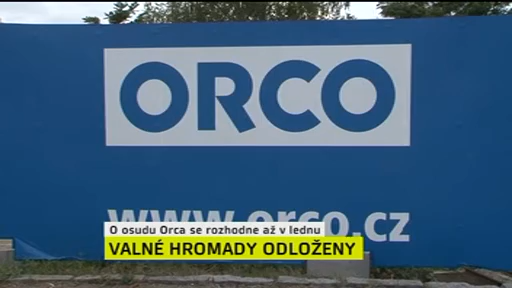 ORCO
www.orco.cz
O osudu Orca se rozhodne až v lednu
VALNÉ HROMADY ODLOŽENY